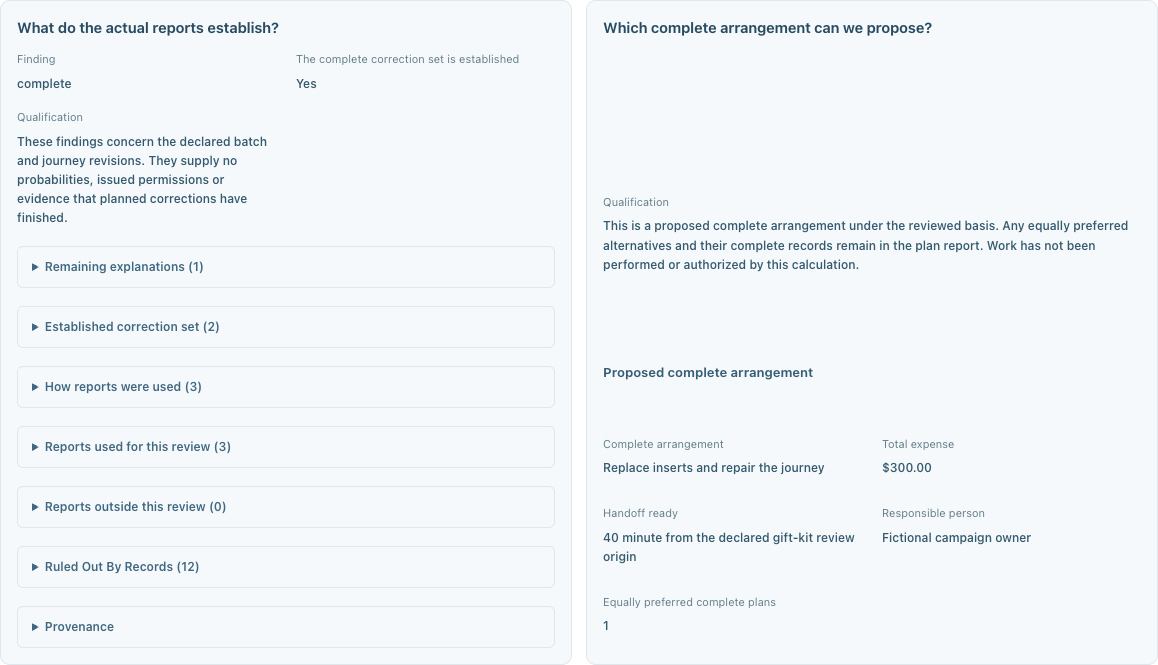 What do the actual reports establish?
Finding
complete
The complete correction set is established
Yes
Qualification
These findings concern the declared batch
and journey revisions. They supply no
probabilities, issued permissions or
evidence that planned corrections have
finished.
Remaining explanations (1)
Established correction set (2)
How reports were used (3)
Reports used for this review (3)
Reports outside this review (0)
Ruled Out By Records (12)
Provenance
Which complete arrangement can we propose?
Qualification
This is a proposed complete arrangement under the reviewed basis. Any equally preferred
alternatives and their complete records remain in the plan report. Work has not been
performed or authorized by this calculation.
Proposed complete arrangement
Complete arrangement
Replace inserts and repair the journey
Total expense
$300.00
Handoff ready
40 minute from the declared gift-kit review
origin
Responsible person
Fictional campaign owner
Equally preferred complete plans
1